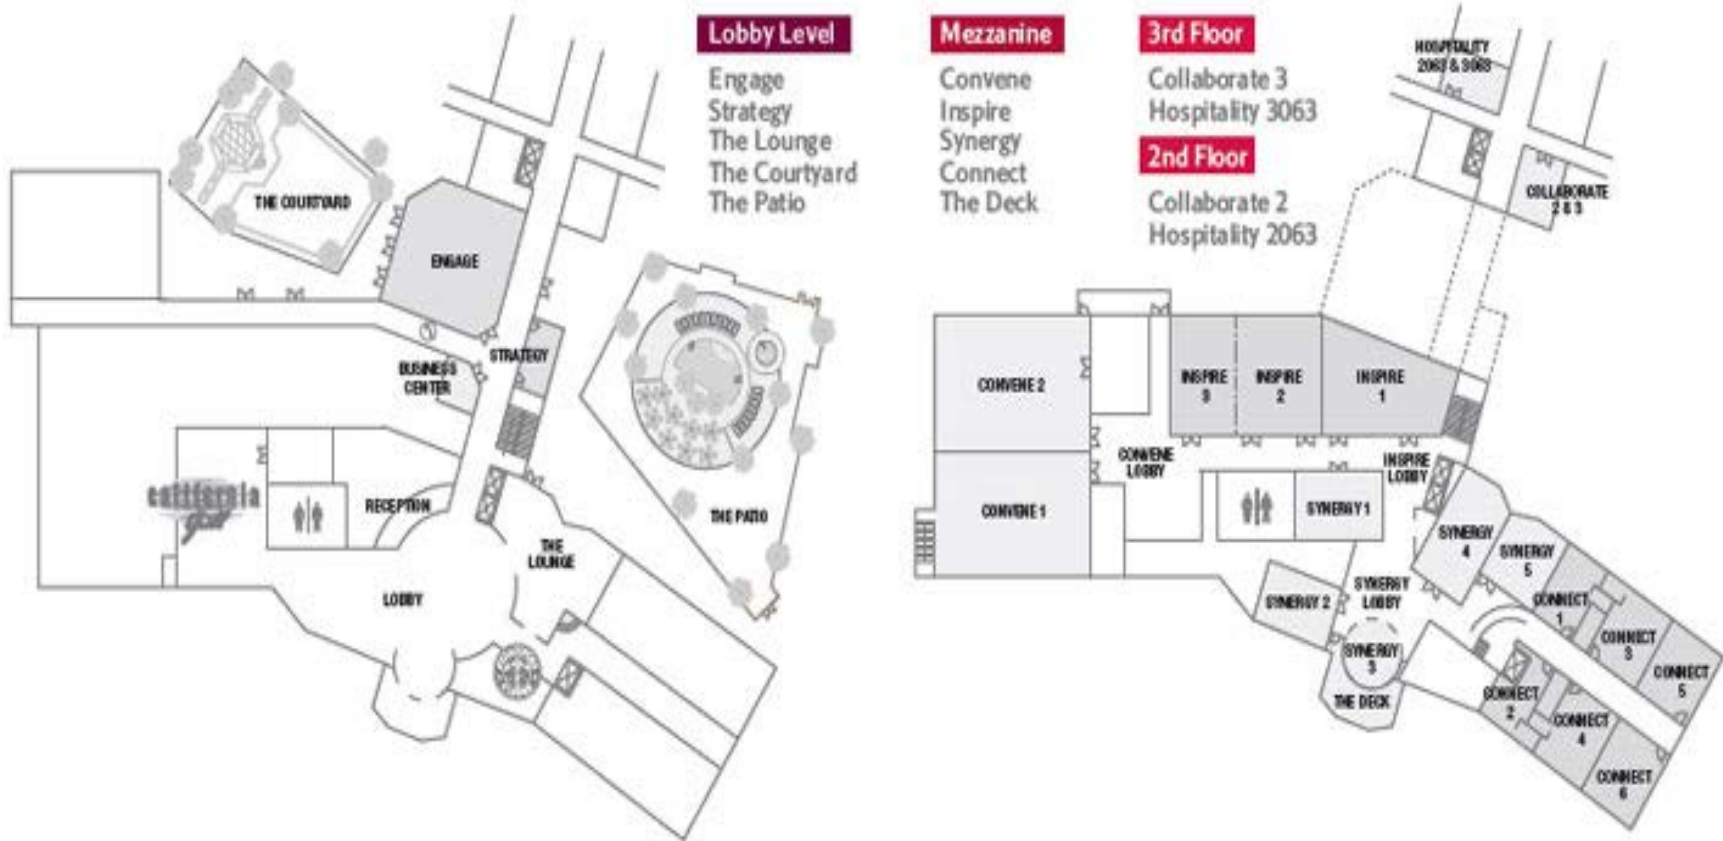 Lobby Level
Engage
Strategy
The Lounge
The Courtyard
The Patio
Mezzanine
Convene
Inspire
Synergy
Connect
The Deck
3rd Floor
Collaborate 3
Hospitality 3063
2nd Floor
Collaborate 2
Hospitality 2063
THE COURTYARD
ENGAGE
STRATEGY
BUSINESS
CENTER
RECEPTION
THE PATIO
THE
LOUNGE
LOBBY
HOSPITALITY
2063 & 3063
COLLABORATE
2 & 3
CONVENE 2
INSPIRE
3
INSPIRE
2
INSPIRE
1
CONVENE
LOBBY
INSPIRE
LOBBY
CONVENE 1
SYNERGY 1
SYNERGY
4
SYNERGY
5
SYNERGY 2
SYNERGY
LOBBY
SYNERGY
3
THE DECK
CONNECT
1
CONNECT
3
CONNECT
5
CONNECT
2
CONNECT
4
CONNECT
6